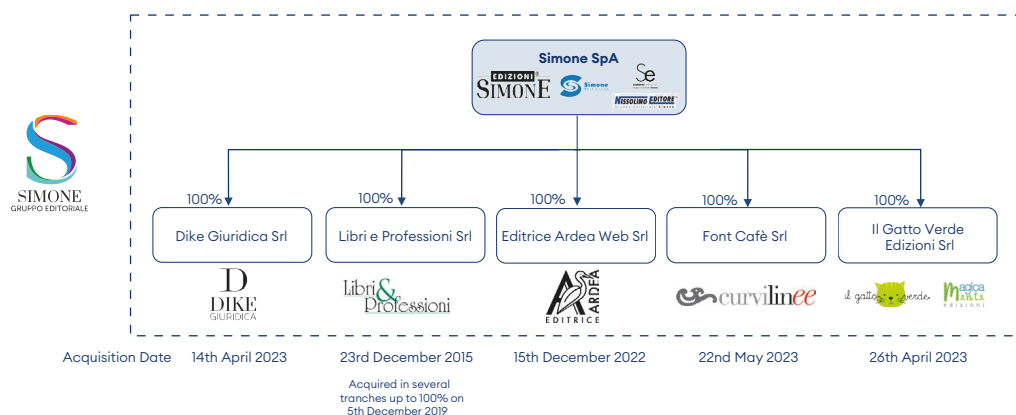 Simone SpA
EDIZIONI
SIMONE
Simone
Se
NISSOLINO EDITORE
SIMONE
GRUPPO EDITORIALE
100%
100%
100%
100%
100%
Dike Giuridica Srl
Libri e Professioni Srl
Editrice Ardea Web Srl
Font Cafè Srl
Il Gatto Verde
Edizioni Srl
D
DIKE
GIURIDICA
Libri
&
Professioni
ARDEA
EDITRICE
curvilinee
il gatto verde
Magica
Mente
edizioni
Acquisition Date
14th April 2023
23rd December 2015
15th December 2022
22nd May 2023
26th April 2023
Acquired in several
tranches up to 100% on
5th December 2019